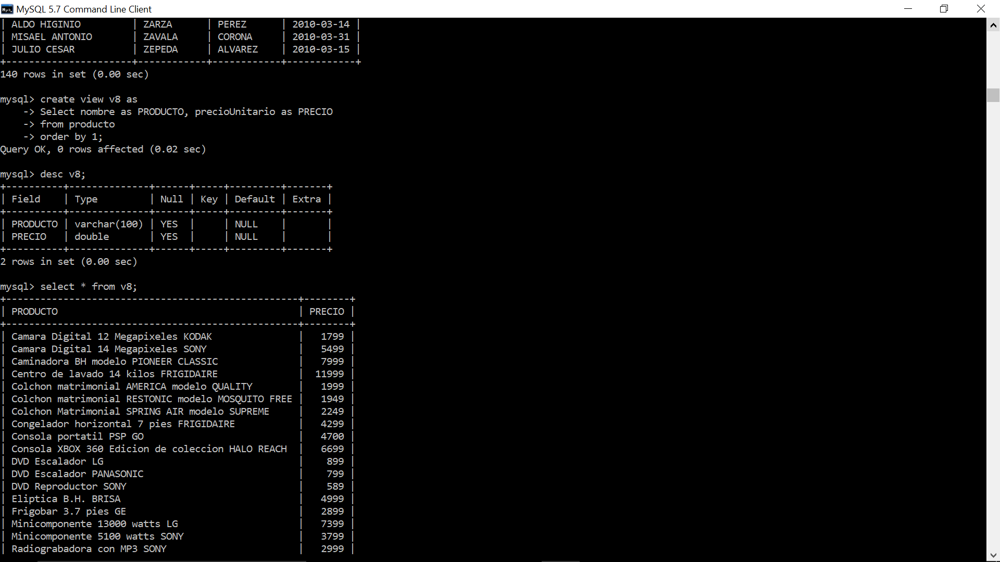 MySQL 5.7 Command Line Client
| ALDO HIGINIO         | ZARZA      | PEREZ      | 2010-03-14 |
| MISAEL ANTONIO       | ZAVALA     | CORONA     | 2010-03-31 |
| JULIO CESAR          | ZEPEDA     | ALVAREZ    | 2010-03-15 |
+----------------------+------------+------------+------------+
140 rows in set (0.00 sec)
mysql> create view v8 as
    -> Select nombre as PRODUCTO, precioUnitario as PRECIO
    -> from producto
    -> order by 1;
Query OK, 0 rows affected (0.02 sec)
mysql> desc v8;
+----------+--------------+------+-----+---------+-------+
| Field    | Type         | Null | Key | Default | Extra |
+----------+--------------+------+-----+---------+-------+
| PRODUCTO | varchar(100) | YES  |     | NULL    |       |
| PRECIO   | double       | YES  |     | NULL    |       |
+----------+--------------+------+-----+---------+-------+
2 rows in set (0.00 sec)
mysql> select * from v8;
+---------------------------------------------------+--------+
| PRODUCTO                                          | PRECIO |
+---------------------------------------------------+--------+
| Camara Digital 12 Megapixeles KODAK               |   1799 |
| Camara Digital 14 Megapixeles SONY                |   5499 |
| Caminadora BH modelo PIONEER CLASSIC              |   7999 |
| Centro de lavado 14 kilos FRIGIDAIRE              |  11999 |
| Colchon matrimonial AMERICA modelo QUALITY        |   1999 |
| Colchon matrimonial RESTONIC modelo MOSQUITO FREE |   1949 |
| Colchon Matrimonial SPRING AIR modelo SUPREME     |   2249 |
| Congelador horizontal 7 pies FRIGIDAIRE           |   4299 |
| Consola portatil PSP GO                           |   4700 |
| Consola XBOX 360 Edicion de coleccion HALO REACH  |   6699 |
| DVD Escalador LG                                  |    899 |
| DVD Escalador PANASONIC                           |    799 |
| DVD Reproductor SONY                              |    589 |
| Eliptica B.H. BRISA                               |   4999 |
| Frigobar 3.7 pies GE                              |   2899 |
| Minicomponente 13000 watts LG                     |   7399 |
| Minicomponente 5100 watts SONY                    |   3799 |
| Radiograbadora con MP3 SONY                       |   2999 |